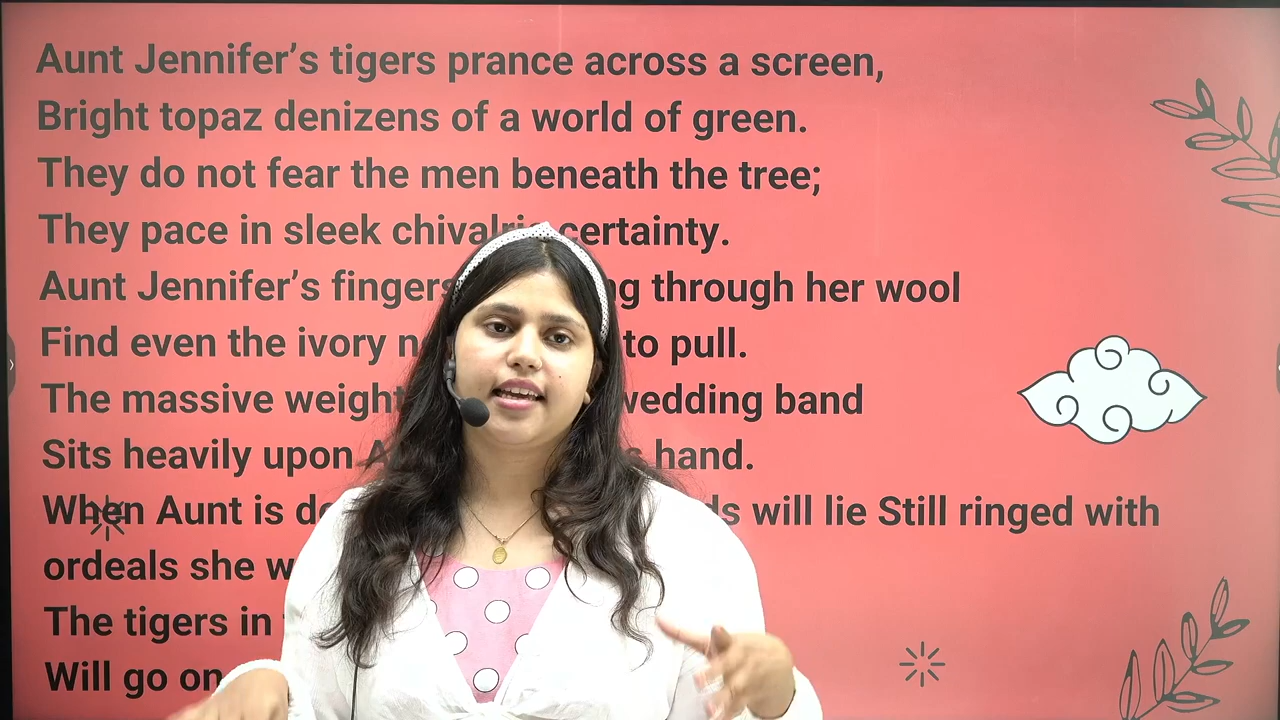 Aunt Jennifer's tigers prance across a screen,
Bright topaz denizens of a world of green.
They do not fear the men beneath the tree;
They pace in sleek chivalric certainty.
Aunt Jennifer's fingers through her wool
Find even the ivory to pull.
The massive weight wedding band
Sits heavily upon hand.
When Aunt is will lie Still ringed with
ordeals she
The tigers in
Will go on